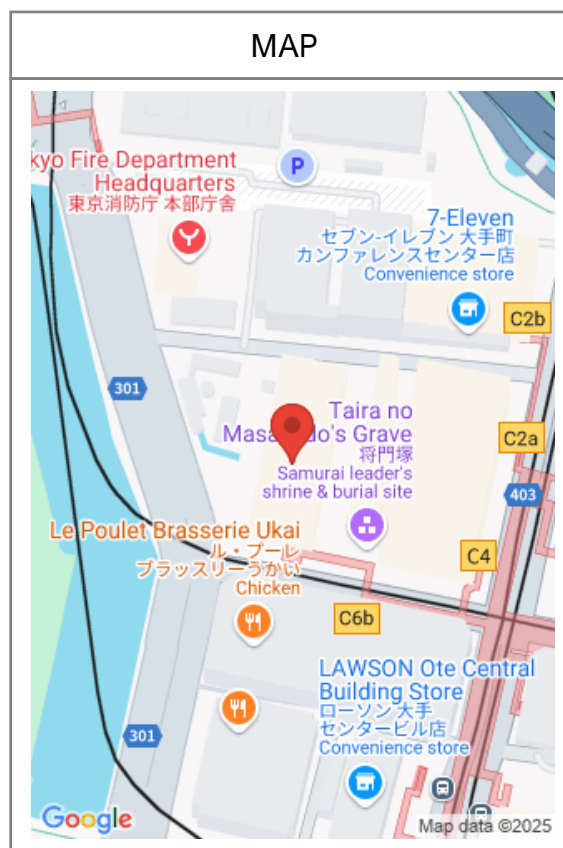 MAP
kyo Fire Department
Headquarters
東京消防庁 本部庁舎
P
7-Eleven
セブン-イレブン 大手町
カンファレンスセンター店
Convenience store
C2b
301
Taira no
Grave
将門塚
Samurai leader's
shrine & burial site
C2a
403
Le Poulet Brasserie Ukai
ル・プーレ
ブラッスリーうかい
Chicken
C4
C6b
LAWSON Ote Central
Building Store
ローソン 大手
センタービル店
Convenience store
301
Google
Map data ©2025